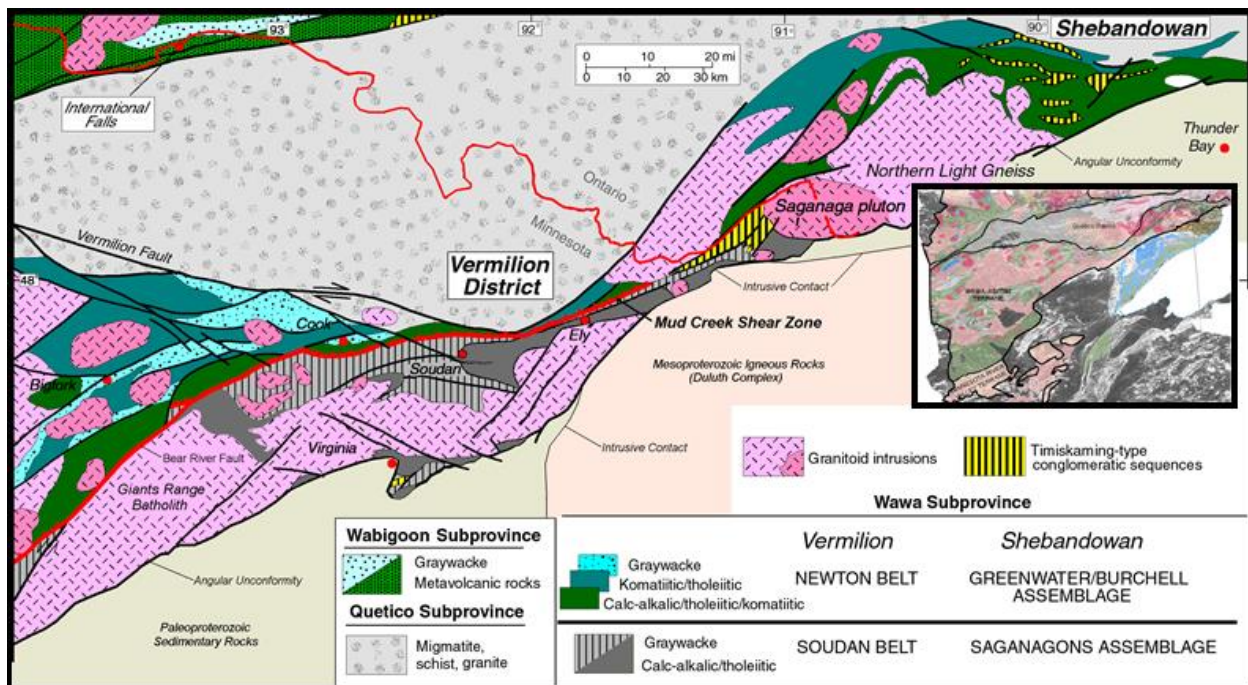 93°
92°
91°
90°
Shebandowan
0 10 20 mi
0 10 20 30 km
International
Falls
Thunder
Bay
Angular Unconformity
Northern Light Gneiss
Ontario
Minnesota
Saganaga pluton
Vermilion Fault
Vermilion
District
48
Intrusive Contact
Cook
Ely
Mud Creek Shear Zone
Soudan
Bigfork
Mesoproterozoic Igneous Rocks
(Duluth Complex)
Virginia
Intrusive Contact
Bear River Fault
Giants Range
Batholith
Angular Unconformity
Paleoproterozoic
Sedimentary Rocks
Granitoid intrusions
Timiskaming-type
conglomeratic sequences
Wawa Subprovince
Wabigoon Subprovince
Graywacke
Metavolcanic rocks
Quetico Subprovince
Migmatite,
schist, granite
Vermilion Shebandowan
Graywacke
Komatiitic/tholeiitic
Calc-alkalic/tholeiitic/komatiitic
NEWTON BELT
GREENWATER/BURCHELL
ASSEMBLAGE
Graywacke
Calc-alkalic/tholeiitic
SOUDAN BELT
SAGANAGONS ASSEMBLAGE